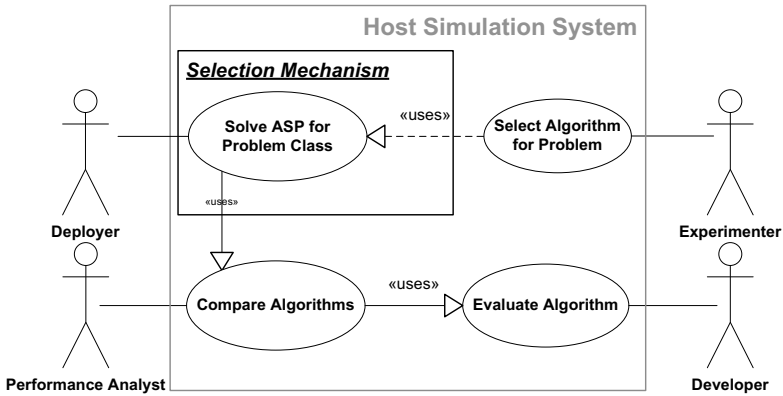 Host Simulation System
Selection Mechanism
Solve ASP for
Problem Class
«uses»
Select Algorithm
for Problem
«uses»
Deployer
Experimenter
Compare Algorithms
«uses»
Evaluate Algorithm
Performance Analyst
Developer